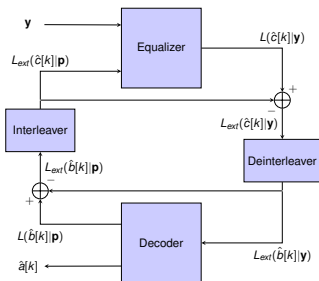 y
Equalizer
L(ĉ[k]|y)
L_ext(ĉ[k]|p)
+
−
Interleaver
L_ext(ĉ[k]|y)
Deinterleaver
L_ext(b̂[k]|p)
−
+
L(b̂[k]|p)
Decoder
L_ext(b̂[k]|y)
â[k]